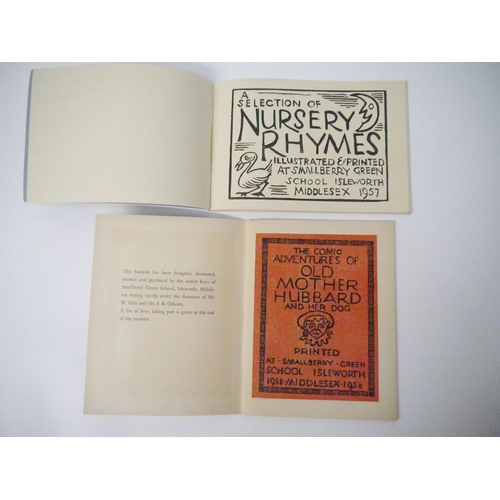 A
SELECTION OF
NURSERY
RHYMES
ILLUSTRATED & PRINTED
AT SMALLBERRY GREEN
SCHOOL ISLEWORTH
MIDDLESEX 1957
This booklet has been designed, illustrated,
printed and produced by the senior boys of
Smallberry Green School, Isleworth, Middle-
sex during under the direction of Mr.
W. Ellis and Mr. E. R. Osborn.
A list of boys taking part is given at the end
of the booklet.
THE COMIC
ADVENTURES OF
OLD
MOTHER
HUBBARD
AND HER DOG
PRINTED
AT · SMALLBERRY · GREEN
SCHOOL ISLEWORTH
1958 · MIDDLESEX · 1958